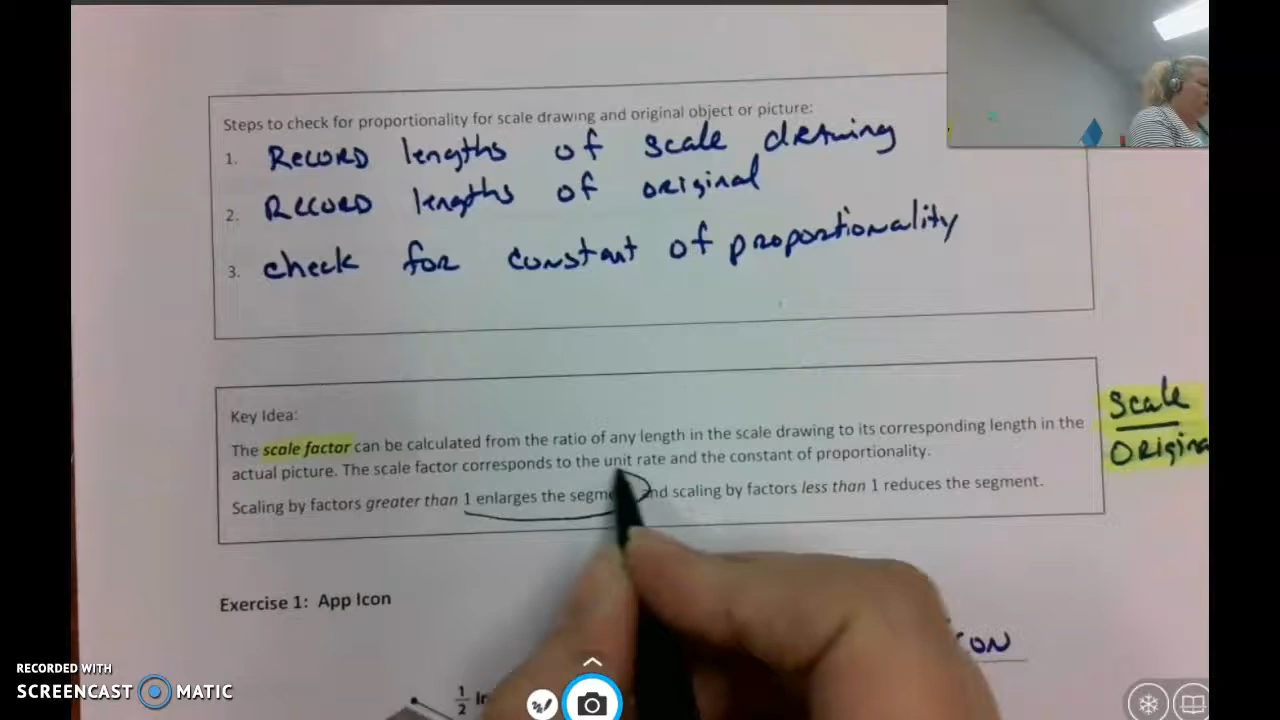 Steps to check for proportionality for scale drawing and original object or picture:
1. Record lengths of scale drawing
2. Record lengths of original
3. check for constant of proportionality
Key Idea:
The scale factor can be calculated from the ratio of any length in the scale drawing to its corresponding length in the
actual picture. The scale factor corresponds to the unit rate and the constant of proportionality.
Scaling by factors greater than 1 enlarges the and scaling by factors less than 1 reduces the segment.
Scale
Original
Exercise 1: App Icon
1/2
RECORDED WITH
SCREENCAST MATIC